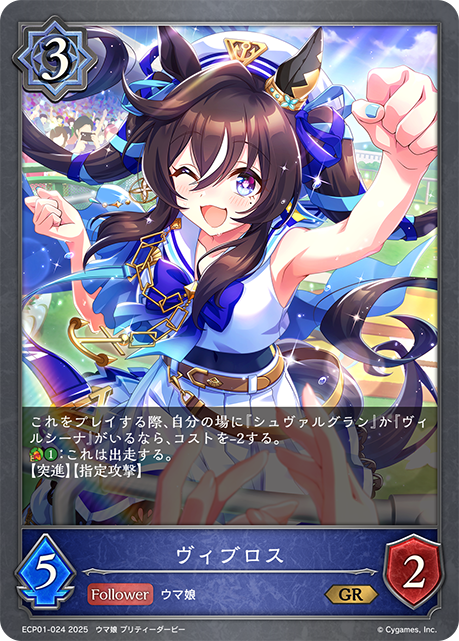 3
これをプレイする際、自分の場に『シュヴァルグラン』か『ヴィ
ルシーナ』がいるなら、コストを-2する。
1:これは出走する。
【突進】【指定攻撃】
ヴィブロス
5
Follower ウマ娘
GR
2
ECP01-024 2025 ウマ娘 プリティーダービー
© Cygames, Inc.